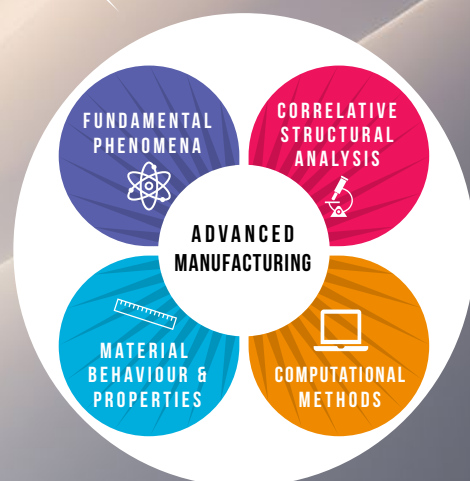 FUNDAMENTAL
PHENOMENA
CORRELATIVE
STRUCTURAL
ANALYSIS
ADVANCED
MANUFACTURING
MATERIAL
BEHAVIOUR &
PROPERTIES
COMPUTATIONAL
METHODS